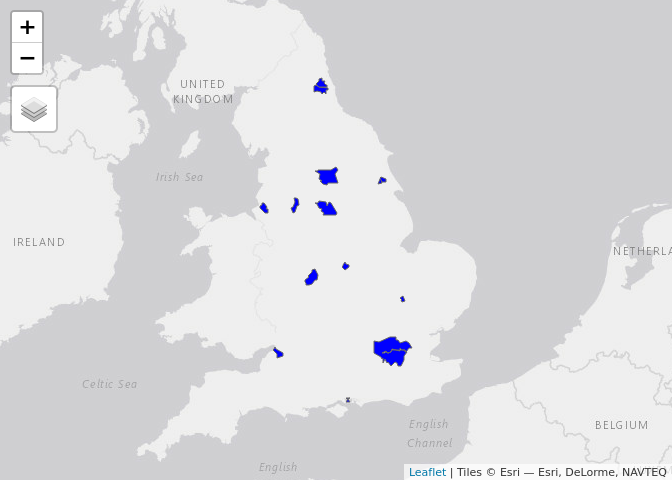 +
−
UNITED
KINGDOM
Irish Sea
IRELAND
NETHERLA
Celtic Sea
English
Channel
BELGIUM
English
Leaflet | Tiles © Esri — Esri, DeLorme, NAVTEQ